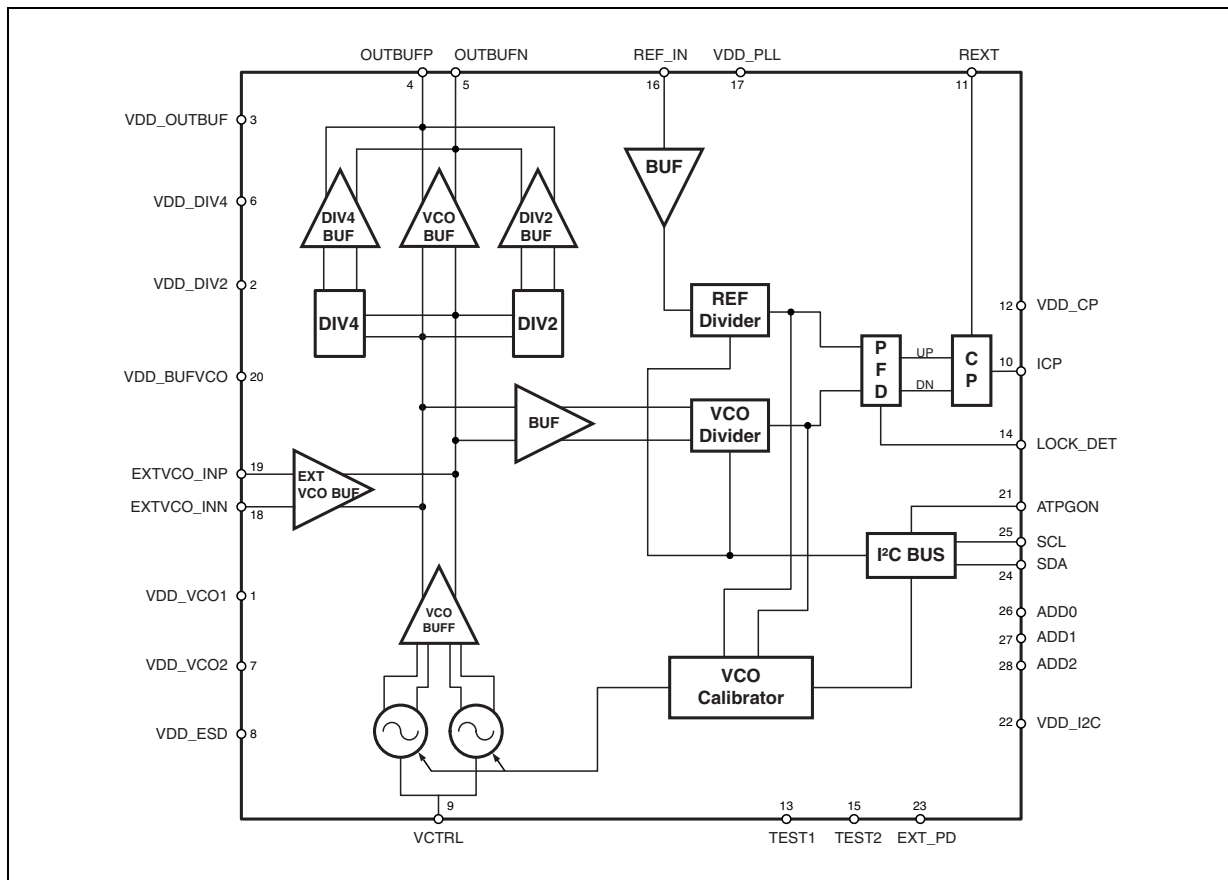 OUTBUFP OUTBUFN REF_IN VDD_PLL REXT
4 5 16 17 11
VDD_OUTBUF 3
BUF
VDD_DIV4 6
DIV4
BUF
VCO
BUF
DIV2
BUF
VDD_DIV2 2
DIV4
DIV2
REF
Divider
12 VDD_CP
P
F
D
UP
DN
C
P
10 ICP
VDD_BUFVCO 20
BUF
VCO
Divider
14 LOCK_DET
EXTVCO_INP 19
EXT
VCO BUF
EXTVCO_INN 18
21 ATPGON
25 SCL
I²C BUS
SDA
24
VDD_VCO1 1
VCO
BUFF
26 ADD0
27 ADD1
28 ADD2
VDD_VCO2 7
VCO
Calibrator
VDD_ESD 8
22 VDD_I2C
9 13 15 23
VCTRL TEST1 TEST2 EXT_PD